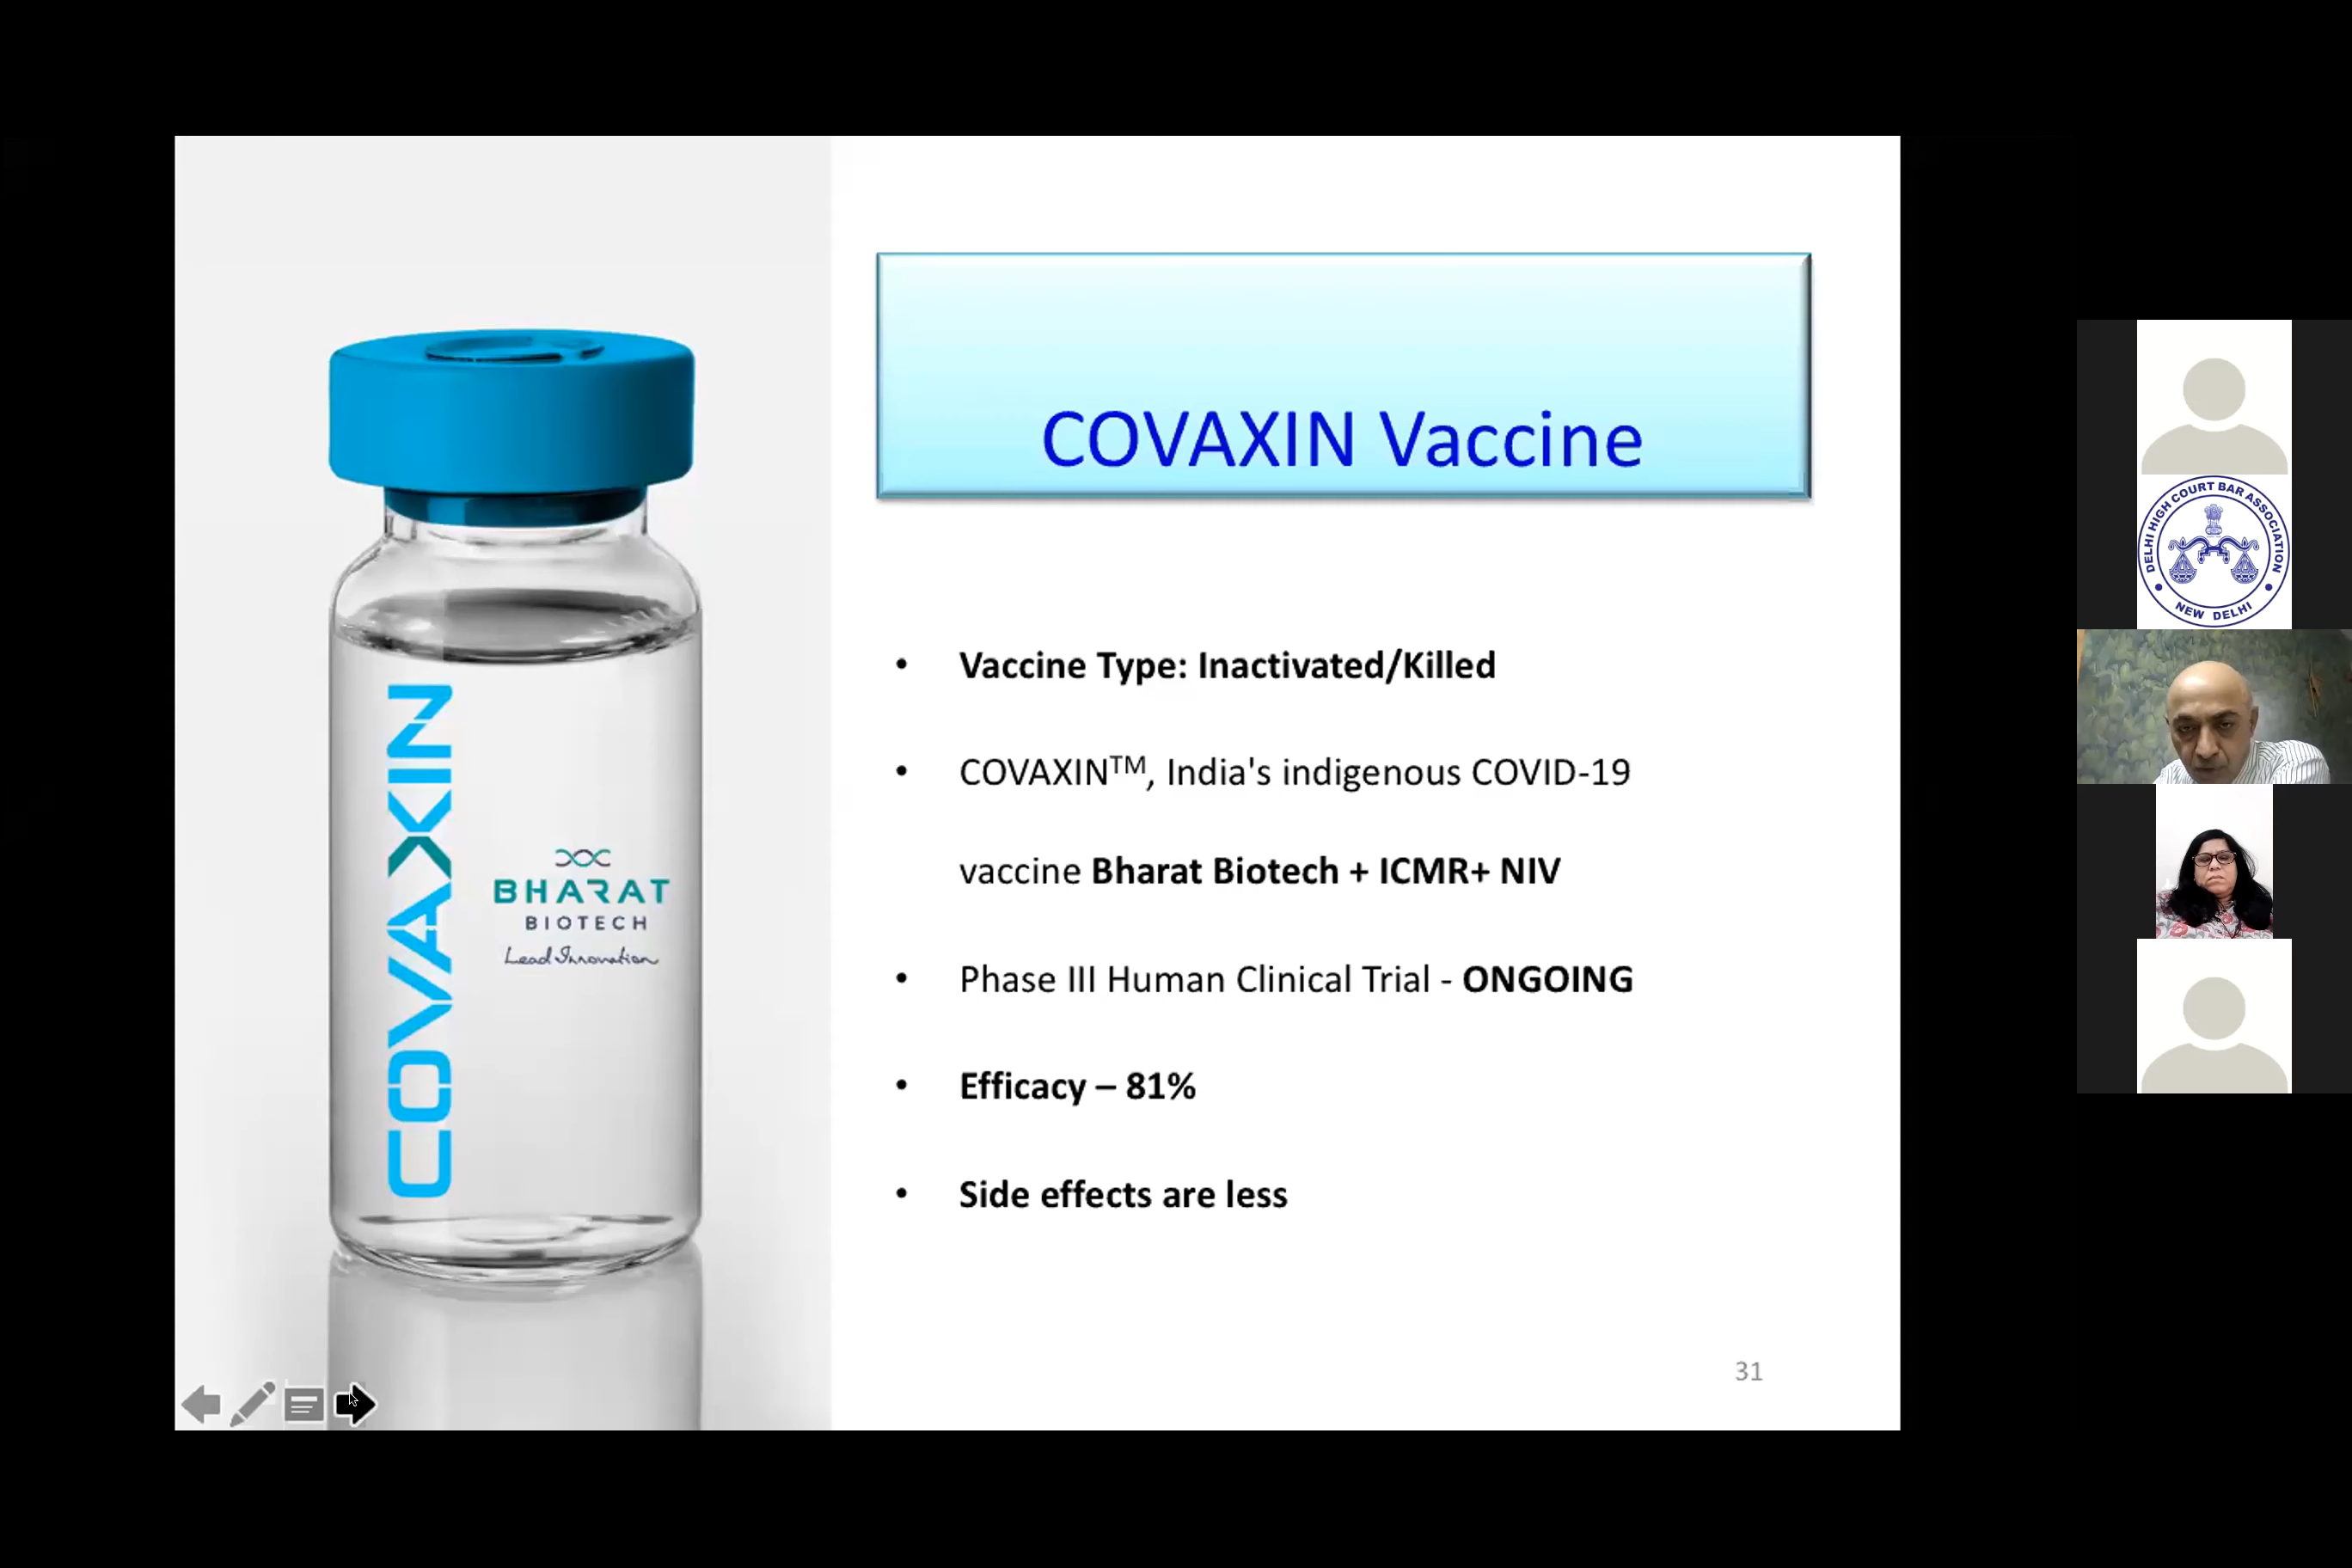 COVAXIN
BHARAT
BIOTECH
Lead Innovation
COVAXIN Vaccine
• Vaccine Type: Inactivated/Killed
• COVAXIN™, India's indigenous COVID-19
vaccine Bharat Biotech + ICMR+ NIV
• Phase III Human Clinical Trial - ONGOING
• Efficacy – 81%
• Side effects are less
31
DELHI HIGH COURT BAR ASSOCIATION
NEW DELHI